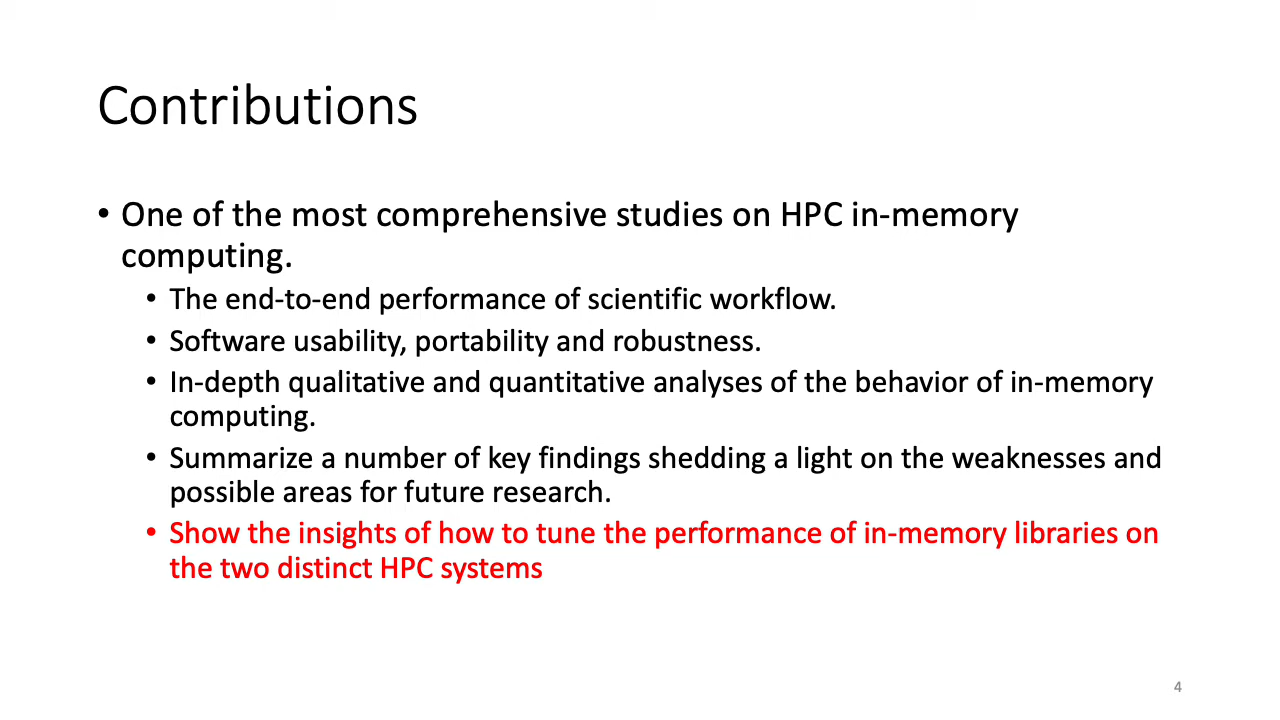 Contributions
• One of the most comprehensive studies on HPC in-memory
computing.
• The end-to-end performance of scientific workflow.
• Software usability, portability and robustness.
• In-depth qualitative and quantitative analyses of the behavior of in-memory
computing.
• Summarize a number of key findings shedding a light on the weaknesses and
possible areas for future research.
• Show the insights of how to tune the performance of in-memory libraries on
the two distinct HPC systems
4